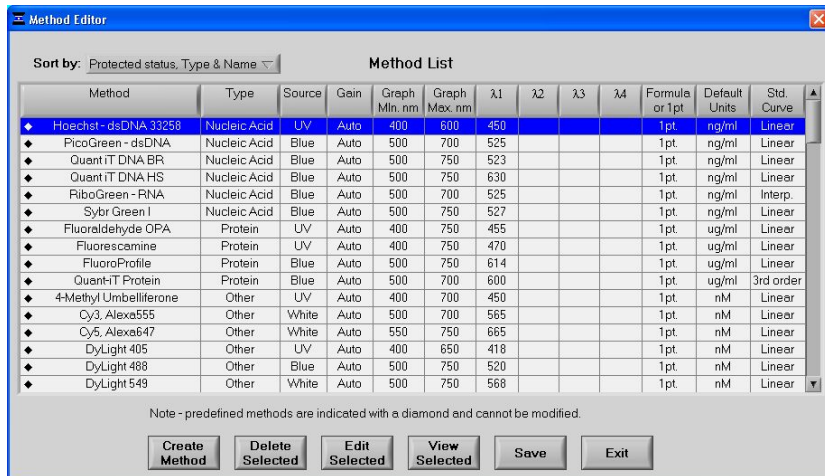 Method Editor
Sort by: Protected status, Type & Name
Method List
Method Type Source Gain Graph Min. nm Graph Max. nm λ1 λ2 λ3 λ4 Formula or 1pt Default Units Std. Curve
Hoechst - dsDNA 33258 Nucleic Acid UV Auto 400 600 450 1pt. ng/ml Linear
PicoGreen - dsDNA Nucleic Acid Blue Auto 500 700 525 1pt. ng/ml Linear
Quant iT DNA BR Nucleic Acid Blue Auto 500 750 523 1pt. ng/ml Linear
Quant iT DNA HS Nucleic Acid Blue Auto 500 750 630 1pt. ng/ml Linear
RiboGreen - RNA Nucleic Acid Blue Auto 500 700 525 1pt. ng/ml Interp.
Sybr Green I Nucleic Acid Blue Auto 500 750 527 1pt. ng/ml Linear
Fluoraldehyde OPA Protein UV Auto 400 750 455 1pt. ug/ml Linear
Fluorescamine Protein UV Auto 400 750 470 1pt. ug/ml Linear
FluoroProfile Protein Blue Auto 500 750 614 1pt. ug/ml Linear
Quant-iT Protein Protein Blue Auto 500 700 600 1pt. ug/ml 3rd order
4-Methyl Umbelliferone Other UV Auto 400 700 450 1pt. nM Linear
Cy3, Alexa555 Other White Auto 500 700 565 1pt. nM Linear
Cy5, Alexa647 Other White Auto 550 750 665 1pt. nM Linear
DyLight 405 Other UV Auto 400 650 418 1pt. nM Linear
DyLight 488 Other Blue Auto 500 750 520 1pt. nM Linear
DyLight 549 Other White Auto 500 750 568 1pt. nM Linear
Note - predefined methods are indicated with a diamond and cannot be modified.
Create Method Delete Selected Edit Selected View Selected Save Exit